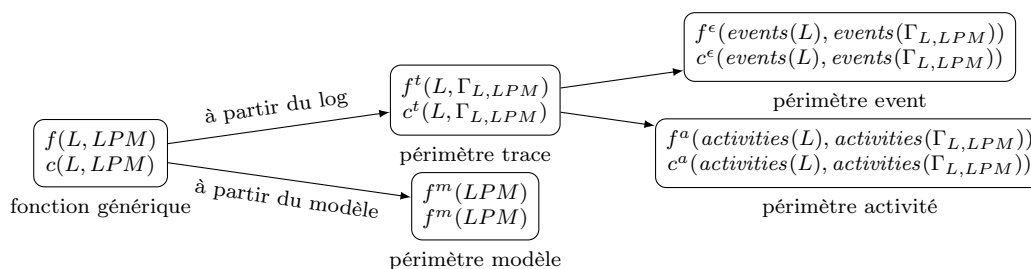 f(L, LPM)
c(L, LPM)
fonction générique
à partir du log
à partir du modèle
f^t(L, Γ_{L,LPM})
c^t(L, Γ_{L,LPM})
périmètre trace
f^m(LPM)
f^m(LPM)
périmètre modèle
f^ϵ(events(L), events(Γ_{L,LPM}))
c^ϵ(events(L), events(Γ_{L,LPM}))
périmètre event
f^a(activities(L), activities(Γ_{L,LPM}))
c^a(activities(L), activities(Γ_{L,LPM}))
périmètre activité